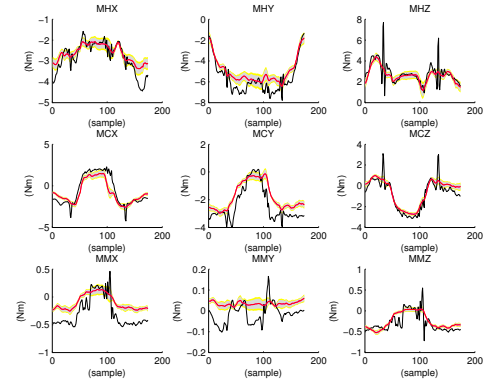 MHX MHY MHZ
−1 0 8
−2 −2 6
−3 −4 4
−4 −6 2
−5 −8 0
0 100 200 0 100 200 0 100 200
(Nm) (Nm) (Nm)
(sample) (sample) (sample)
MCX MCY MCZ
5 2 4
0 0 2
−2 0
−5 −4 −2
−4
0 100 200 0 100 200 0 100 200
(Nm) (Nm) (Nm)
(sample) (sample) (sample)
MMX MMY MMZ
0.5 0.2 1
0 0.1 0.5
0 0
−0.5 −0.1 −0.5
−1 −0.2 −1
0 100 200 0 100 200 0 100 200
(Nm) (Nm) (Nm)
(sample) (sample) (sample)